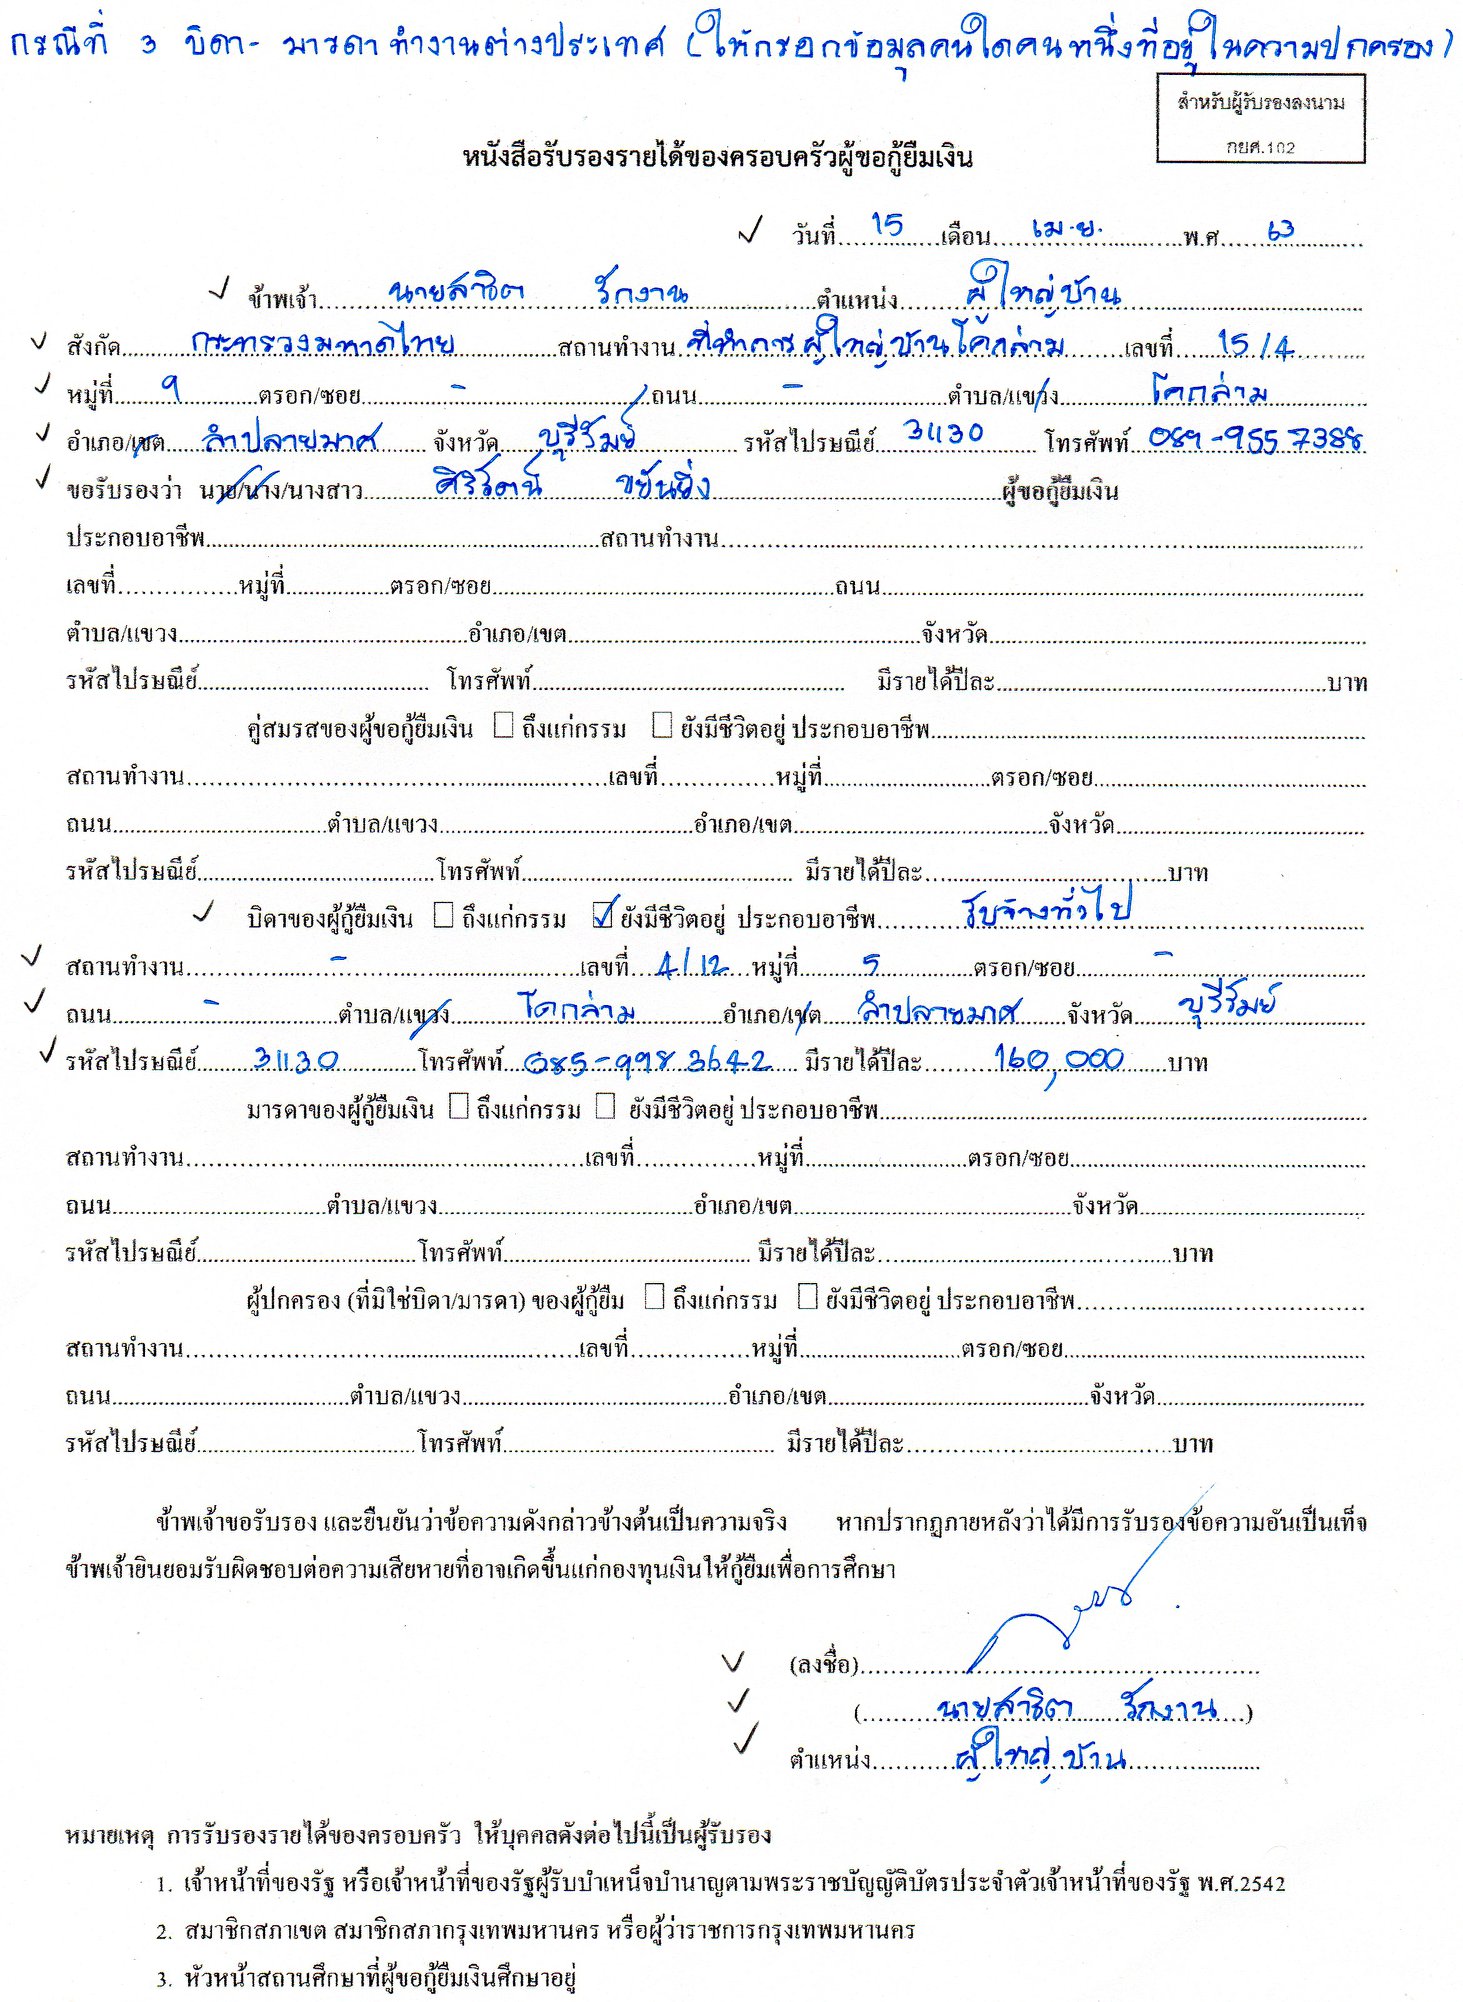 กรณีที่ 3 บิดา - มารดา ทำงานต่างประเทศ (ให้กรอกข้อมูลคนใดคนหนึ่งที่อยู่ในความปกครอง)
สำหรับผู้รับรองลงนาม
กยศ.102
หนังสือรับรองรายได้ของครอบครัวผู้ขอกู้ยืมเงิน
✓ วันที่ 15 เดือน เม.ย. พ.ศ. 63
✓ ข้าพเจ้า นายสาธิต รักงาน ตำแหน่ง ผู้ใหญ่บ้าน
✓ สังกัด กระทรวงมหาดไทย สถานทำงาน ที่ทำการผู้ใหญ่บ้านโคกล่าม เลขที่ 15/4
✓ หมู่ที่ 9 ตรอก/ซอย - ถนน - ตำบล/แขวง โคกล่าม
✓ อำเภอ/เขต ลำปลายมาศ จังหวัด บุรีรัมย์ รหัสไปรษณีย์ 31130 โทรศัพท์ 089-955 7388
✓ ขอรับรองว่า นาย/นาง/นางสาว ศิริรัตน์ ขยันยิ่ง ผู้ขอกู้ยืมเงิน
ประกอบอาชีพ สถานทำงาน
เลขที่ หมู่ที่ ตรอก/ซอย ถนน
ตำบล/แขวง อำเภอ/เขต จังหวัด
รหัสไปรษณีย์ โทรศัพท์ มีรายได้ปีละ บาท
คู่สมรสของผู้ขอกู้ยืมเงิน ☐ ถึงแก่กรรม ☐ ยังมีชีวิตอยู่ ประกอบอาชีพ
สถานทำงาน เลขที่ หมู่ที่ ตรอก/ซอย
ถนน ตำบล/แขวง อำเภอ/เขต จังหวัด
รหัสไปรษณีย์ โทรศัพท์ มีรายได้ปีละ บาท
✓ บิดาของผู้กู้ยืมเงิน ☐ ถึงแก่กรรม ☑ ยังมีชีวิตอยู่ ประกอบอาชีพ รับจ้างทั่วไป
✓ สถานทำงาน - เลขที่ 4/12 หมู่ที่ 5 ตรอก/ซอย -
✓ ถนน - ตำบล/แขวง โคกล่าม อำเภอ/เขต ลำปลายมาศ จังหวัด บุรีรัมย์
✓ รหัสไปรษณีย์ 31130 โทรศัพท์ 085-998 3642 มีรายได้ปีละ 160,000 บาท
มารดาของผู้กู้ยืมเงิน ☐ ถึงแก่กรรม ☐ ยังมีชีวิตอยู่ ประกอบอาชีพ
สถานทำงาน เลขที่ หมู่ที่ ตรอก/ซอย
ถนน ตำบล/แขวง อำเภอ/เขต จังหวัด
รหัสไปรษณีย์ โทรศัพท์ มีรายได้ปีละ บาท
ผู้ปกครอง (ที่มิใช่บิดา/มารดา) ของผู้กู้ยืม ☐ ถึงแก่กรรม ☐ ยังมีชีวิตอยู่ ประกอบอาชีพ
สถานทำงาน เลขที่ หมู่ที่ ตรอก/ซอย
ถนน ตำบล/แขวง อำเภอ/เขต จังหวัด
รหัสไปรษณีย์ โทรศัพท์ มีรายได้ปีละ บาท
ข้าพเจ้าขอรับรอง และยืนยันว่าข้อความดังกล่าวข้างต้นเป็นความจริง หากปรากฏภายหลังว่าได้มีการรับรองข้อความอันเป็นเท็จ
ข้าพเจ้ายินยอมรับผิดชอบต่อความเสียหายที่อาจเกิดขึ้นแก่กองทุนเงินให้กู้ยืมเพื่อการศึกษา
✓ (ลงชื่อ)
✓ (นายสาธิต รักงาน)
✓ ตำแหน่ง ผู้ใหญ่บ้าน
หมายเหตุ การรับรองรายได้ของครอบครัว ให้บุคคลดังต่อไปนี้เป็นผู้รับรอง
1. เจ้าหน้าที่ของรัฐ หรือเจ้าหน้าที่ของรัฐผู้รับบำเหน็จบำนาญตามพระราชบัญญัติบัตรประจำตัวเจ้าหน้าที่ของรัฐ พ.ศ.2542
2. สมาชิกสภาเขต สมาชิกสภากรุงเทพมหานคร หรือผู้ว่าราชการกรุงเทพมหานคร
3. หัวหน้าสถานศึกษาที่ผู้ขอกู้ยืมเงินศึกษาอยู่